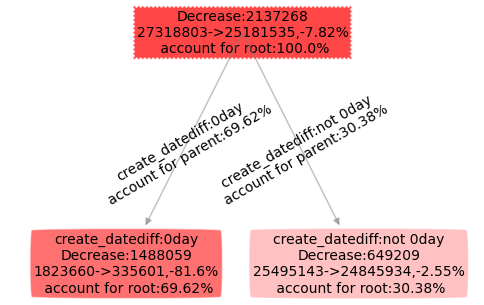 Decrease:2137268
27318803->25181535,-7.82%
account for root:100.0%
create_datediff:0day
account for parent:69.62%
create_datediff:not 0day
account for parent:30.38%
create_datediff:0day
Decrease:1488059
1823660->335601,-81.6%
account for root:69.62%
create_datediff:not 0day
Decrease:649209
25495143->24845934,-2.55%
account for root:30.38%